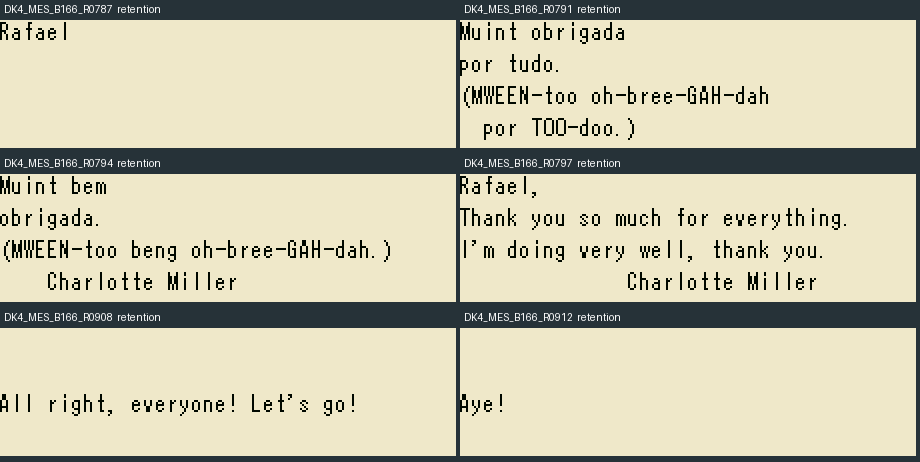 DK4_MES_B166_R0787 retention
Rafael
DK4_MES_B166_R0791 retention
Muint obrigada
por tudo.
(MWEEN-too oh-bree-GAH-dah
por TOO-doo.)
DK4_MES_B166_R0794 retention
Muint bem
obrigada.
(MWEEN-too beng oh-bree-GAH-dah.)
Charlotte Miller
DK4_MES_B166_R0797 retention
Rafael,
Thank you so much for everything.
I'm doing very well, thank you.
Charlotte Miller
DK4_MES_B166_R0908 retention
All right, everyone! Let's go!
DK4_MES_B166_R0912 retention
Aye!